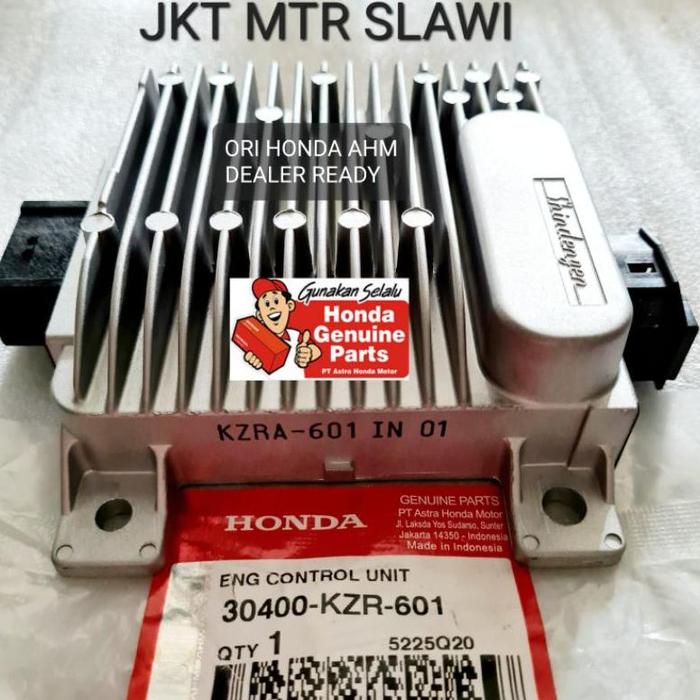 JKT MTR SLAWI
ORI HONDA AHM
DEALER READY
Shindengen
Gunakan Selalu
Honda
Genuine
Parts
PT Astra Honda Motor
KZRA-601 IN 01
HONDA
GENUINE PARTS
PT Astra Honda Motor
Jl. Laksda Yos Sudarso, Sunter
Jakarta 14350 - Indonesia
Made in Indonesia
ENG CONTROL UNIT
30400-KZR-601
QTY 1
5225Q20